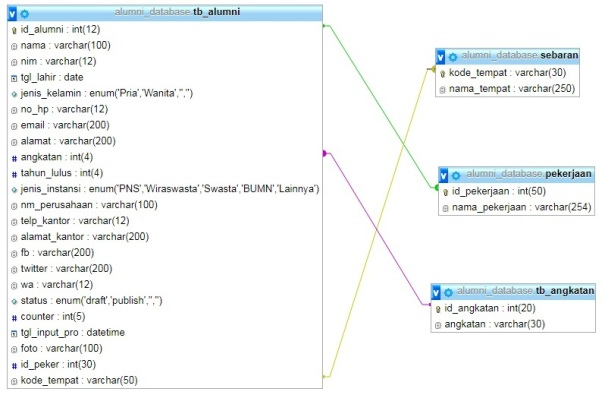 alumni_database.tb_alumni
id_alumni : int(12)
nama : varchar(100)
nim : varchar(12)
tgl_lahir : date
jenis_kelamin : enum('Pria','Wanita','','')
no_hp : varchar(12)
email : varchar(200)
alamat : varchar(200)
angkatan : int(4)
tahun_lulus : int(4)
jenis_instansi : enum('PNS','Wiraswasta','Swasta','BUMN','Lainnya')
nm_perusahaan : varchar(100)
telp_kantor : varchar(12)
alamat_kantor : varchar(200)
fb : varchar(200)
twitter : varchar(200)
wa : varchar(12)
status : enum('draft','publish','','')
counter : int(5)
tgl_input_pro : datetime
foto : varchar(100)
id_peker : int(30)
kode_tempat : varchar(50)
alumni_database.sebaran
kode_tempat : varchar(30)
nama_tempat : varchar(250)
alumni_database.pekerjaan
id_pekerjaan : int(50)
nama_pekerjaan : varchar(254)
alumni_database.tb_angkatan
id_angkatan : int(20)
angkatan : varchar(30)